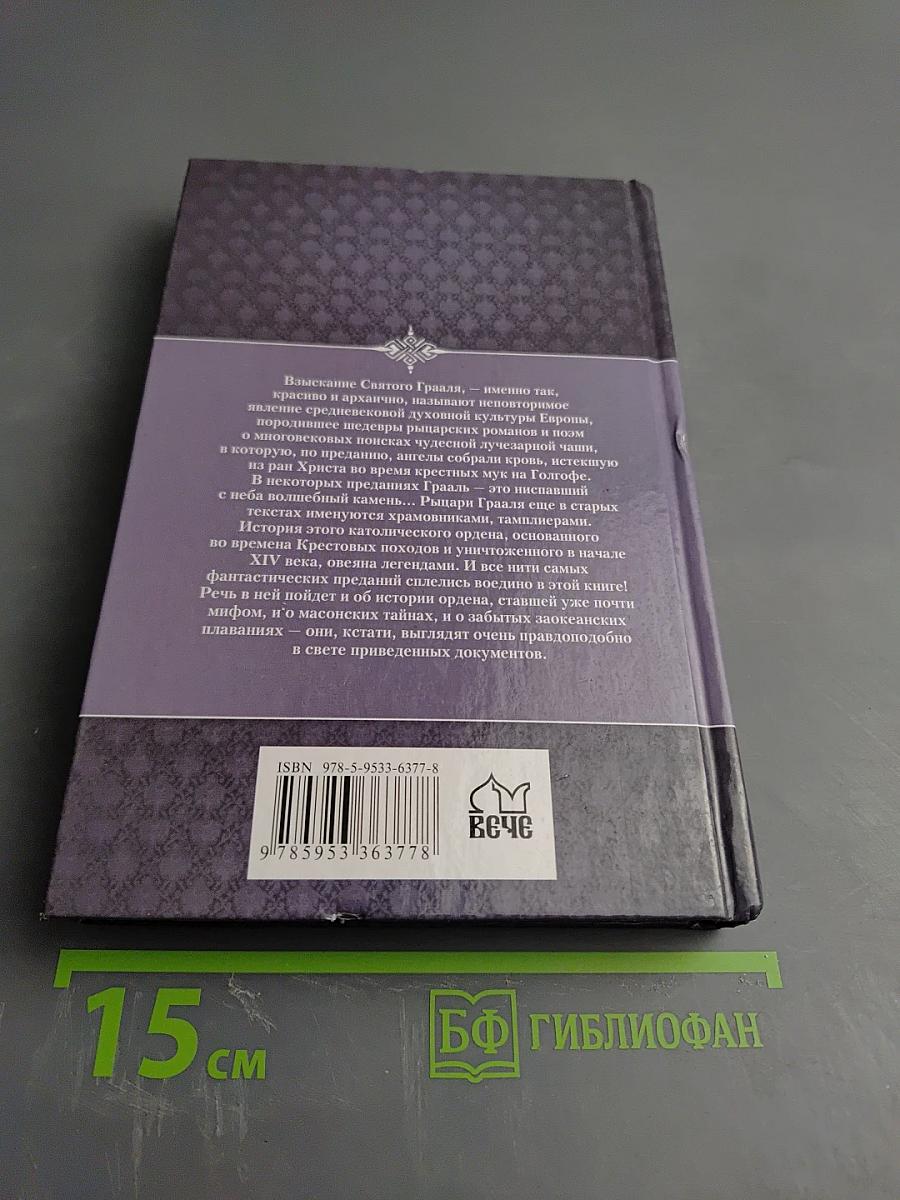 Взыскание Святого Грааля, — именно так,
красиво и архаично, называют неповторимое
явление средневековой духовной культуры Европы,
породившее шедевры рыцарских романов и поэм
о многовековых поисках чудесной лучезарной чаши,
в которую, по преданию, ангелы собрали кровь, истекшую
из ран Христа во время крестных мук на Голгофе.
В некоторых преданиях Грааль — это ниспавший
с неба волшебный камень... Рыцари Грааля еще в старых
текстах именуются храмовниками, тамплиерами.
История этого католического ордена, основанного
во времена Крестовых походов и уничтоженного в начале
XIV века, овеяна легендами. И все нити самых
фантастических преданий сплелись воедино в этой книге!
Речь в ней пойдет и об истории ордена, ставшей уже почти
мифом, и о масонских тайнах, и о забытых заокеанских
плаваниях — они, кстати, выглядят очень правдоподобно
в свете приведенных документов.
ISBN 978-5-9533-6377-8
9 785953 363778
ВЕЧЕ
15 см
БФ ГИБЛИОФАН